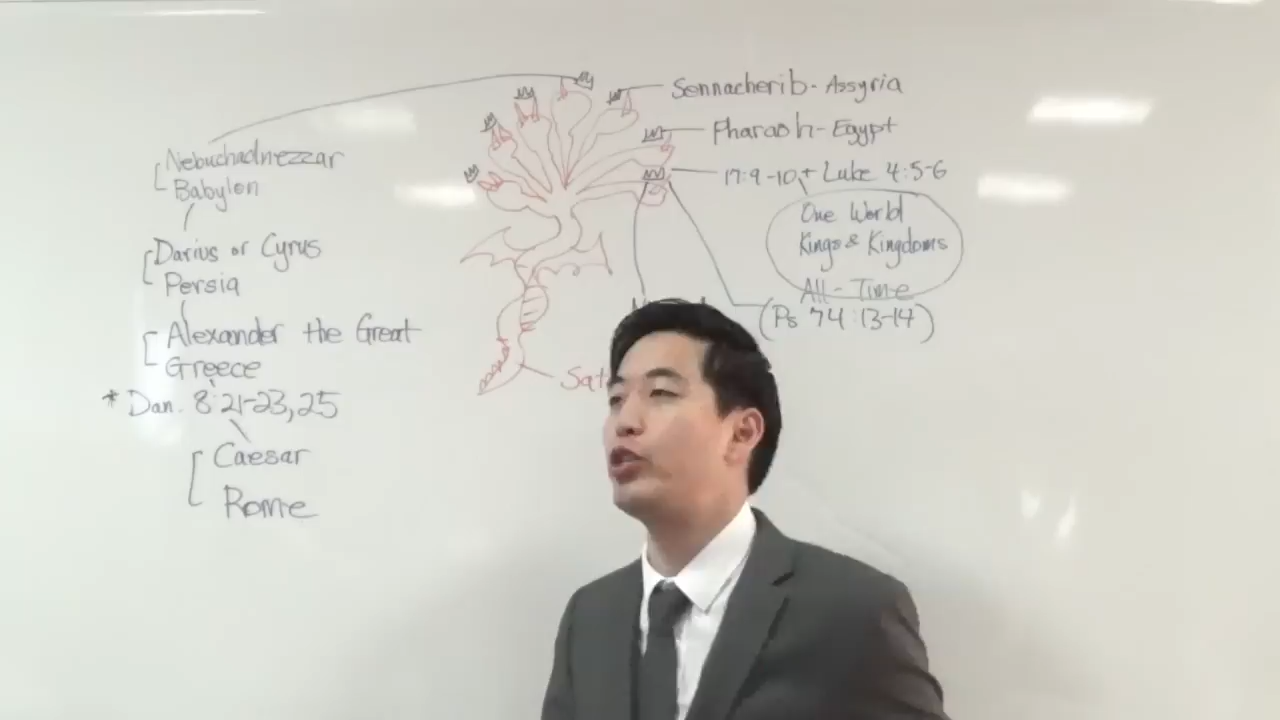 Sennacherib - Assyria
Pharaoh - Egypt
17:9-10, + Luke 4:5-6
One World
Kings & Kingdoms
All - Time
(Ps 74:13-14)
Nebuchadnezzar
Babylon
Darius or Cyrus
Persia
Alexander the Great
Greece
* Dan. 8:21-23, 25
Caesar
Rome